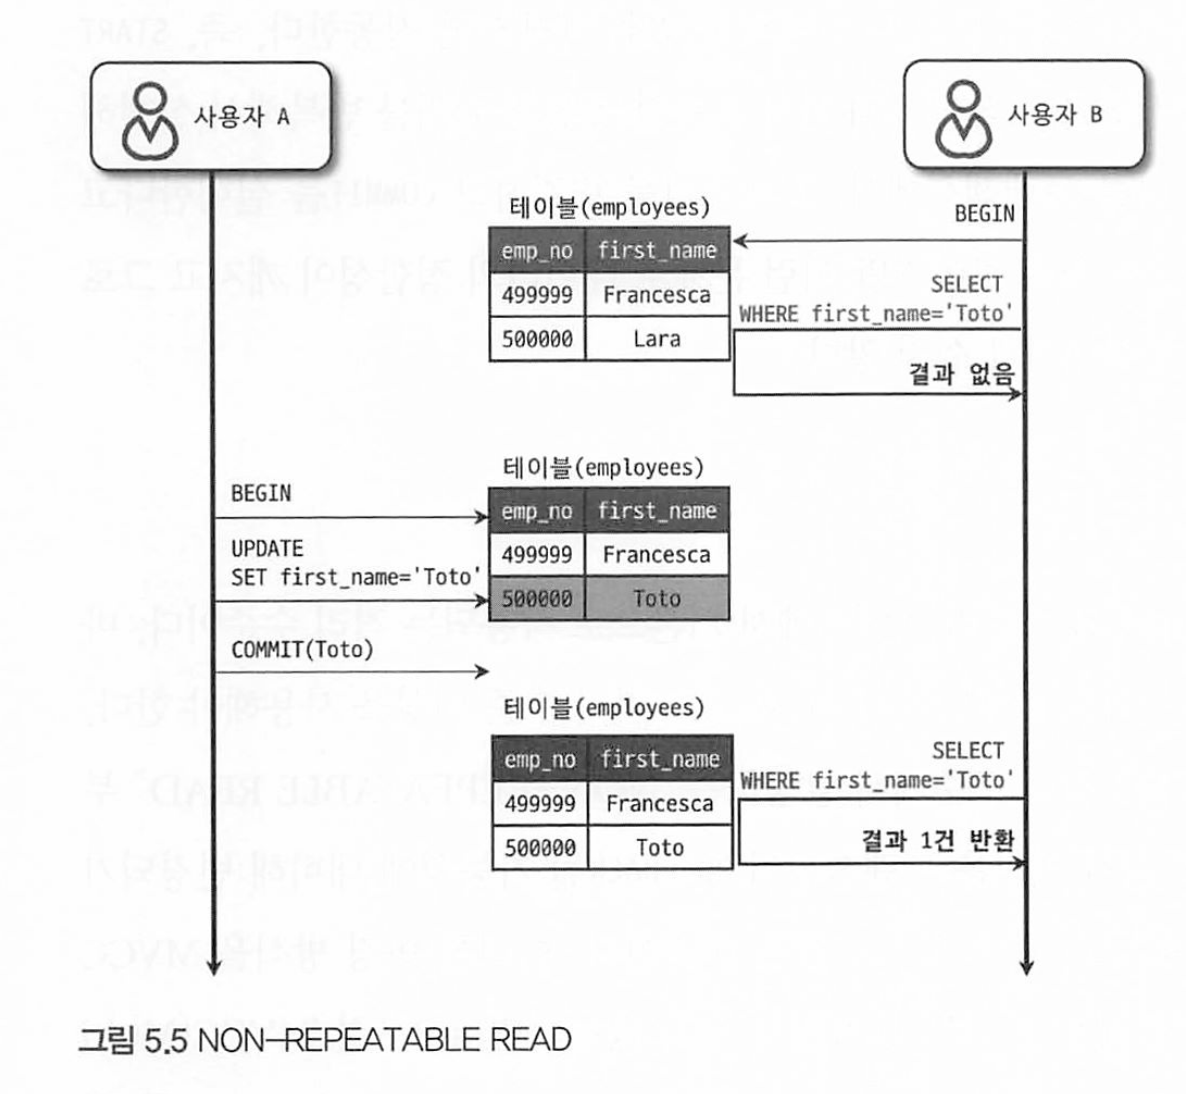 사용자 A
사용자 B
테이블(employees)
BEGIN
emp_no first_name
499999 Francesca
500000 Lara
SELECT
WHERE first_name='Toto'
결과 없음
테이블(employees)
BEGIN
emp_no first_name
499999 Francesca
500000 Toto
UPDATE
SET first_name='Toto'
COMMIT(Toto)
테이블(employees)
emp_no first_name
499999 Francesca
500000 Toto
SELECT
WHERE first_name='Toto'
결과 1건 반환
그림 5.5 NON-REPEATABLE READ